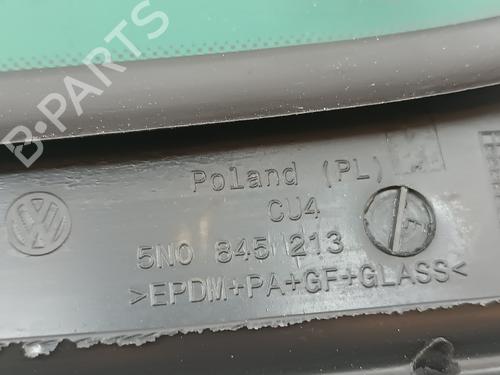 B-PARTS
Poland (PL)
CU4
5N0 845 213
>EPDM+PA+GF+GLASS<